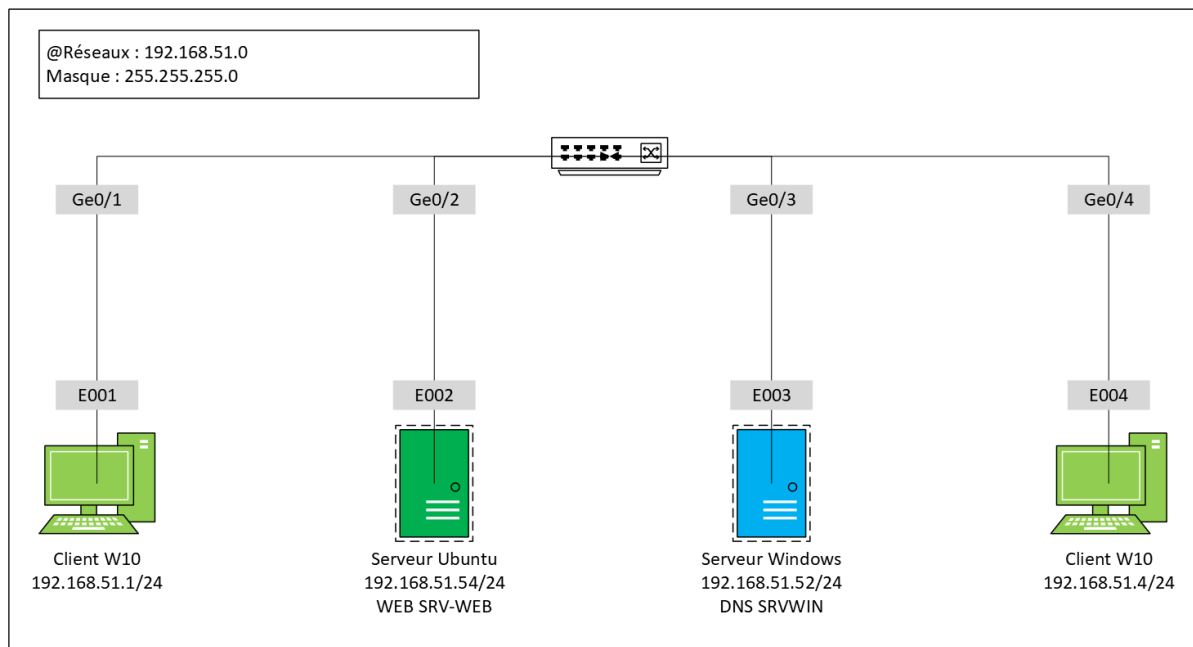 @Réseaux : 192.168.51.0
Masque : 255.255.255.0
Ge0/1
Ge0/2
Ge0/3
Ge0/4
E001
E002
E003
E004
Client W10
192.168.51.1/24
Serveur Ubuntu
192.168.51.54/24
WEB SRV-WEB
Serveur Windows
192.168.51.52/24
DNS SRVWIN
Client W10
192.168.51.4/24